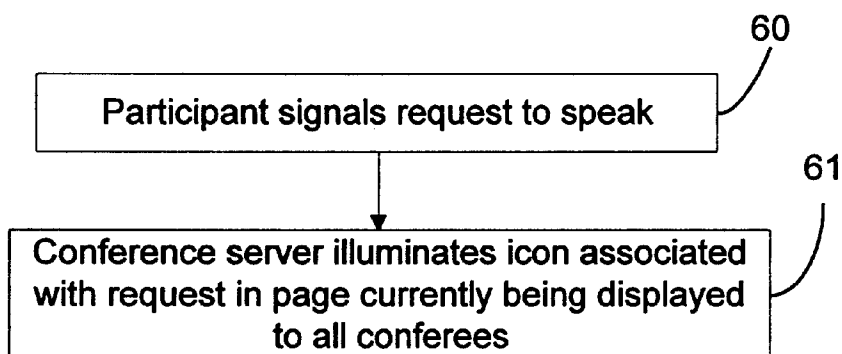 60
Participant signals request to speak
61
Conference server illuminates icon associated
with request in page currently being displayed
to all conferees